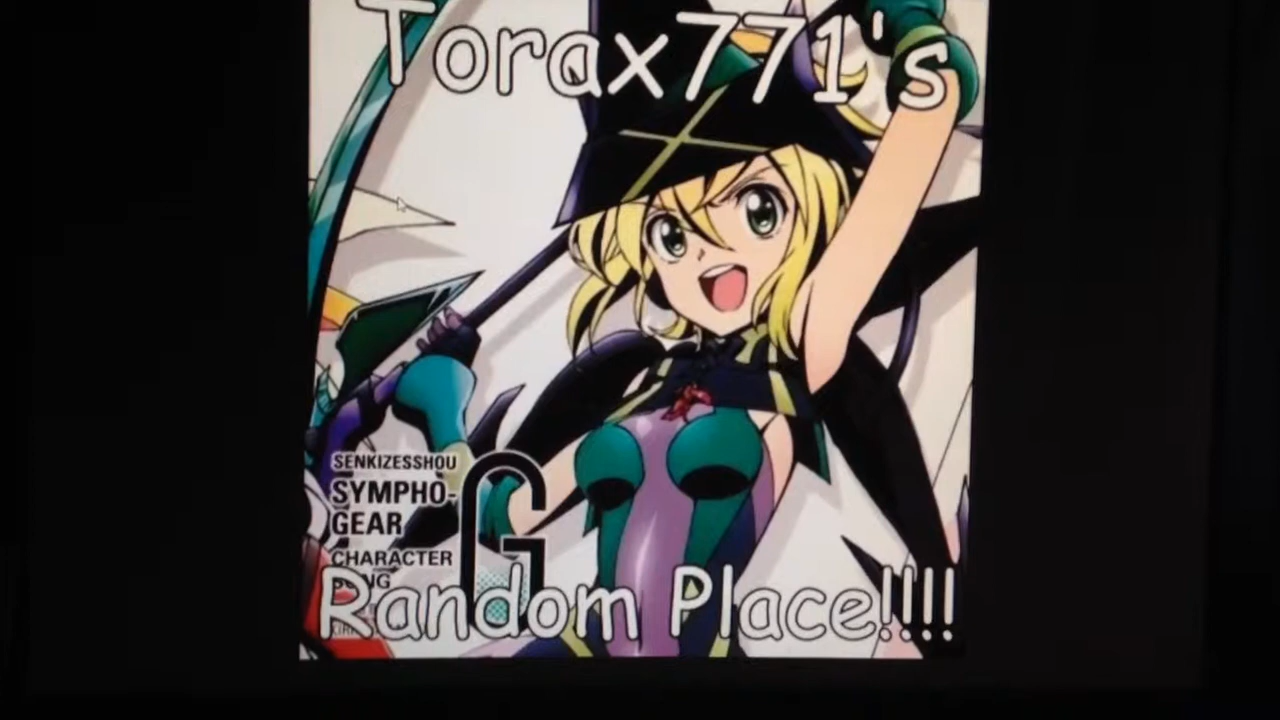 Torax771's
SENKIZESSHOU
SYMPHO-
GEAR
G
CHARACTER
Random Place!!!!